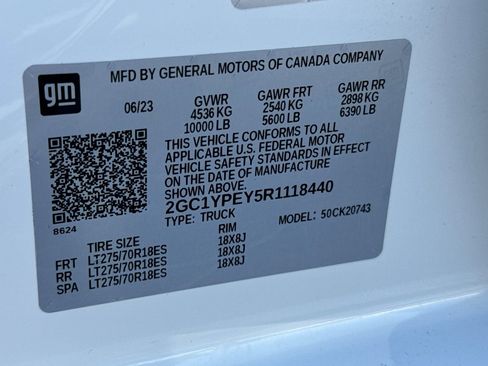 gm
MFD BY GENERAL MOTORS OF CANADA COMPANY
06/23 GVWR GAWR FRT GAWR RR
4536 KG 2540 KG 2898 KG
10000 LB 5600 LB 6390 LB
THIS VEHICLE CONFORMS TO ALL
APPLICABLE U.S. FEDERAL MOTOR
VEHICLE SAFETY STANDARDS IN EFFECT
ON THE DATE OF MANUFACTURE
SHOWN ABOVE.
2GC1YPEY5R1118440
8624
TYPE: TRUCK MODEL: 50CK20743
TIRE SIZE RIM
FRT LT275/70R18ES 18X8J
RR LT275/70R18ES 18X8J
SPA LT275/70R18ES 18X8J